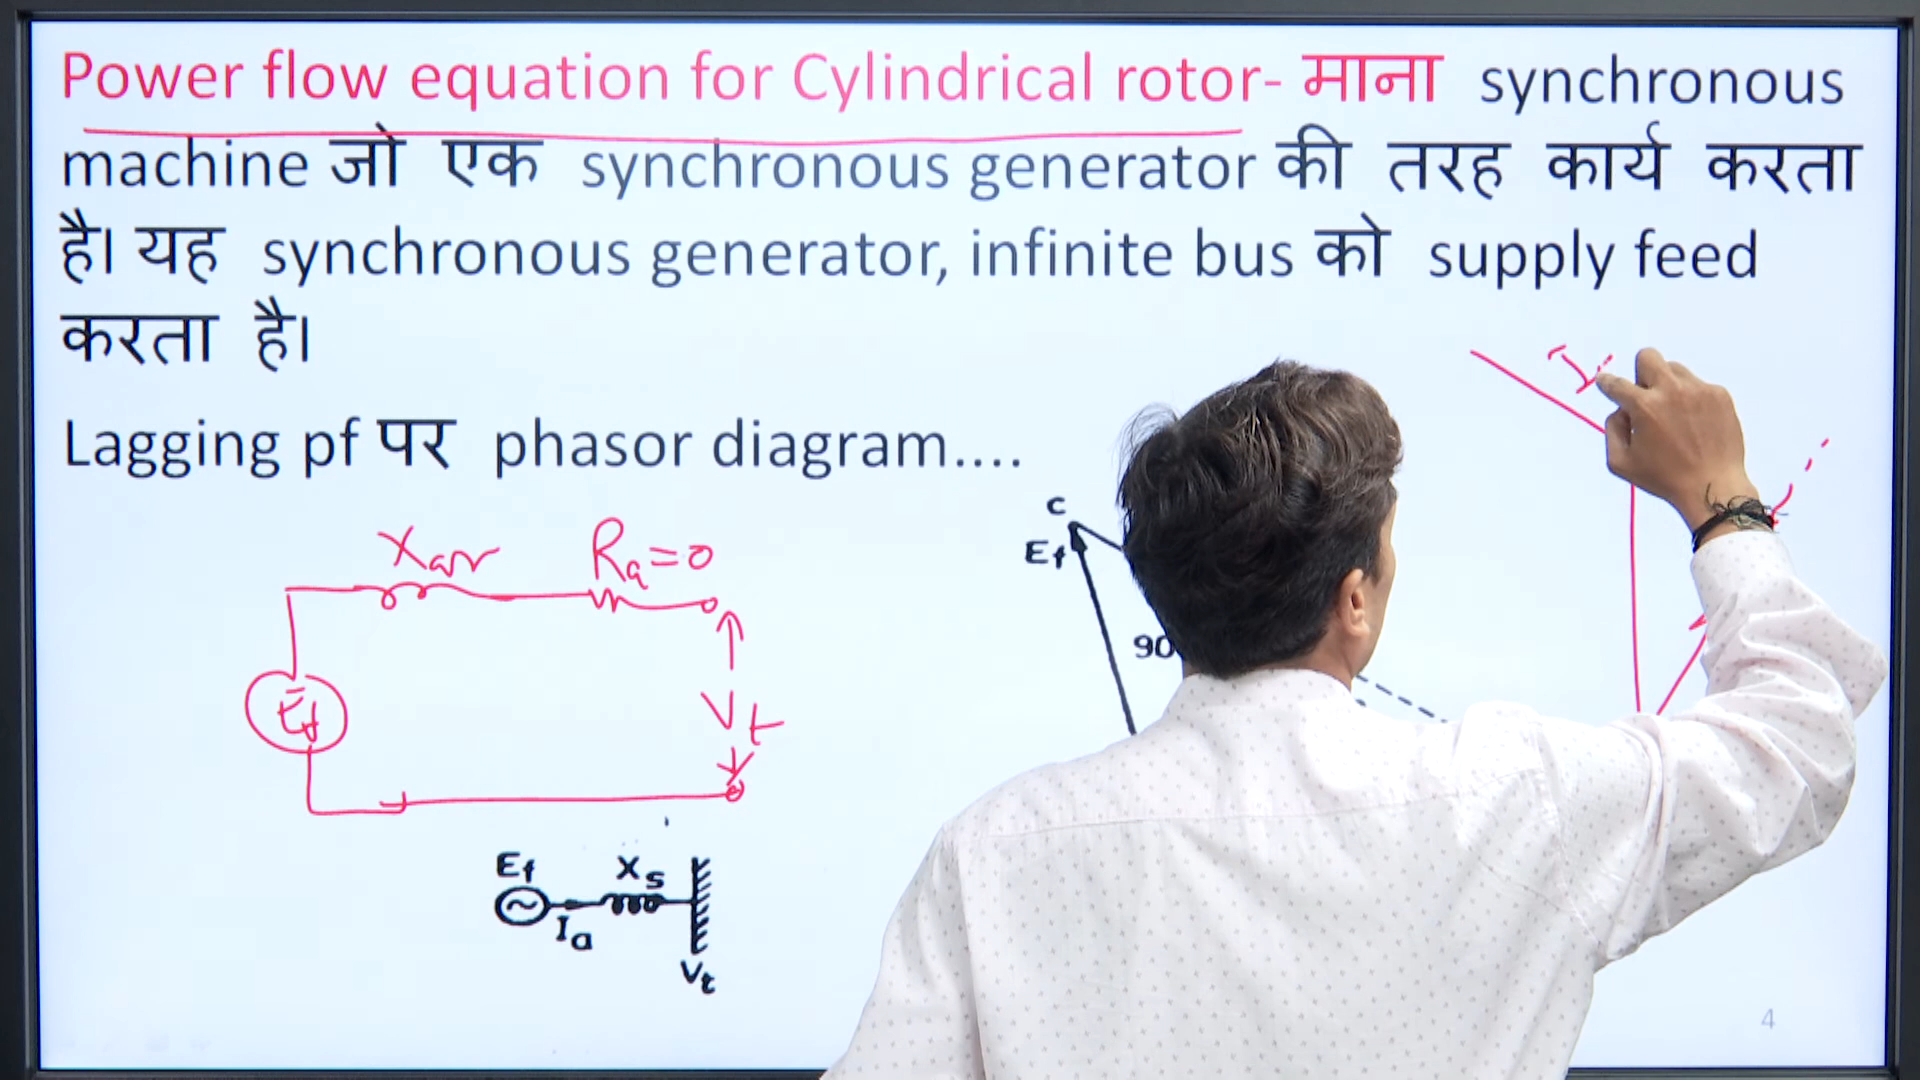 Power flow equation for Cylindrical rotor- माना synchronous
machine जो एक synchronous generator की तरह कार्य करता
है। यह synchronous generator, infinite bus को supply feed
करता है।
Lagging pf पर phasor diagram....
Xar Ra=0
Ef
Vt
Ef Xs
Ia
Vt
C
Ef
90
4